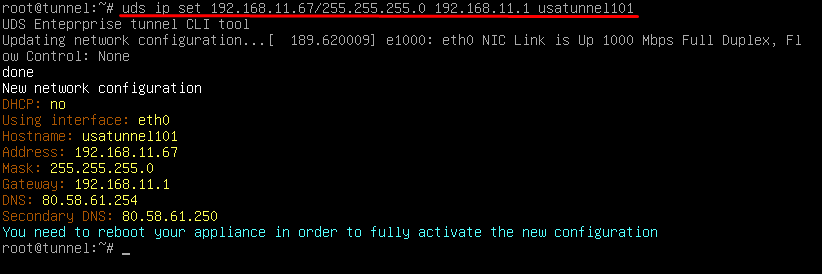 root@tunnel:~# uds ip set 192.168.11.67/255.255.255.0 192.168.11.1 usatunnel101
UDS Enteprprise tunnel CLI tool
Updating network configuration...[  189.620009] e1000: eth0 NIC Link is Up 1000 Mbps Full Duplex, Fl
ow Control: None
done
New network configuration
DHCP: no
Using interface: eth0
Hostname: usatunnel101
Address: 192.168.11.67
Mask: 255.255.255.0
Gateway: 192.168.11.1
DNS: 80.58.61.254
Secondary DNS: 80.58.61.250
You need to reboot your appliance in order to fully activate the new configuration
root@tunnel:~# _